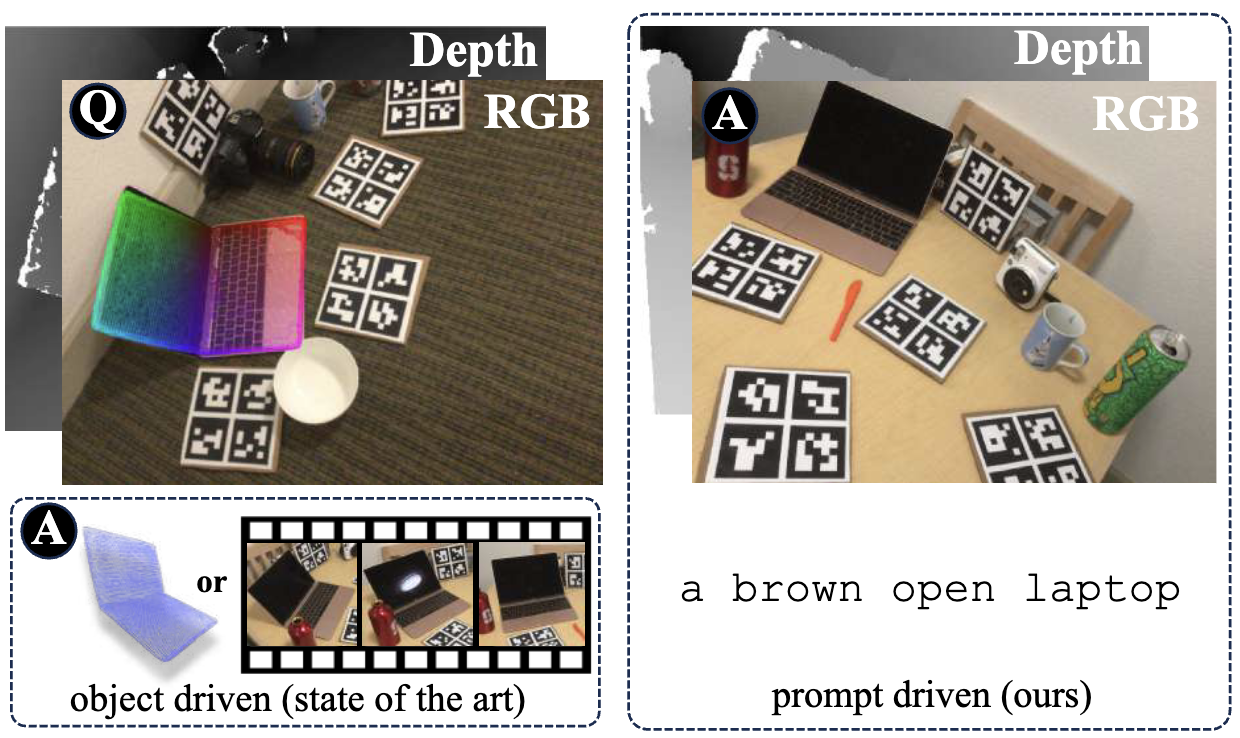 Depth
RGB
Q
A
or
object driven (state of the art)
Depth
RGB
A
S
a brown open laptop
prompt driven (ours)